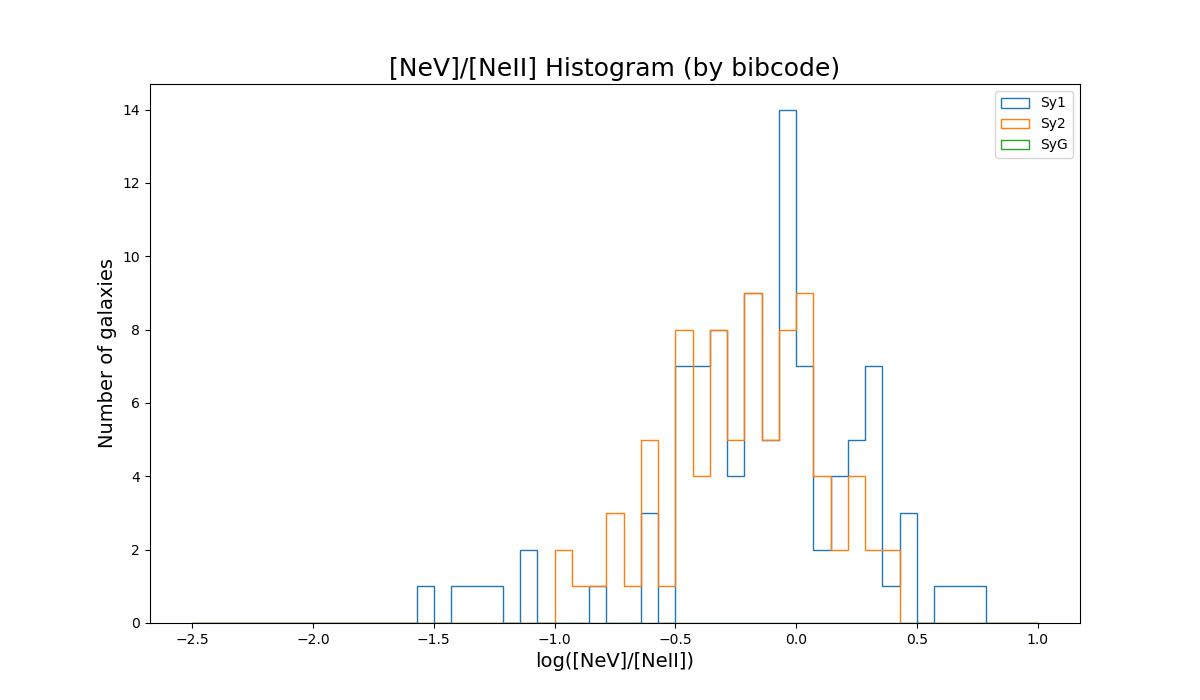 [NeV]/[NeII] Histogram (by bibcode)
Sy1
Sy2
SyG
Number of galaxies
14
12
10
8
6
4
2
0
−2.5
−2.0
−1.5
−1.0
−0.5
0.0
0.5
1.0
log([NeV]/[NeII])